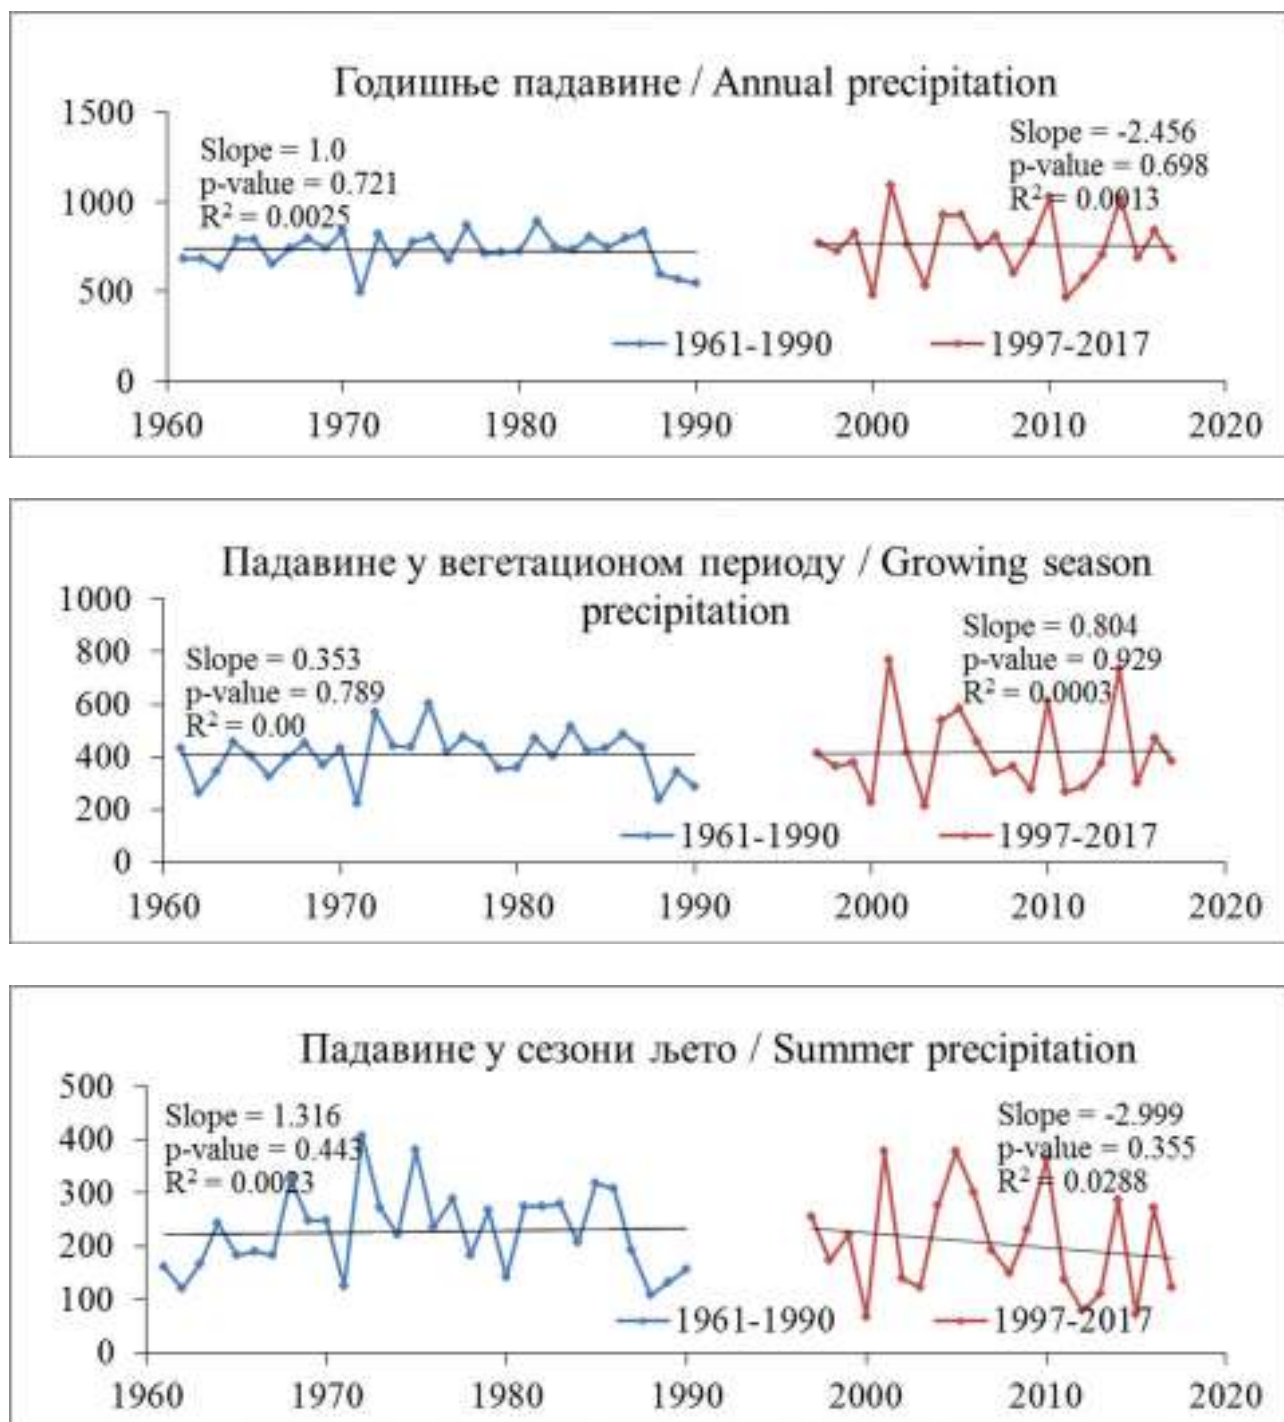 Годишње падавине / Annual precipitation
1500
1000
500
0
Slope = 1.0
p-value = 0.721
R² = 0.0025
Slope = -2.456
p-value = 0.698
R² = 0.0013
1961-1990
1997-2017
1960 1970 1980 1990 2000 2010 2020
Падавине у вегетационом периоду / Growing season
precipitation
1000
800
600
400
200
0
Slope = 0.353
p-value = 0.789
R² = 0.00
Slope = 0.804
p-value = 0.929
R² = 0.0003
1961-1990
1997-2017
1960 1970 1980 1990 2000 2010 2020
Падавине у сезони љето / Summer precipitation
500
400
300
200
100
0
Slope = 1.316
p-value = 0.443
R² = 0.0023
Slope = -2.999
p-value = 0.355
R² = 0.0288
1961-1990
1997-2017
1960 1970 1980 1990 2000 2010 2020